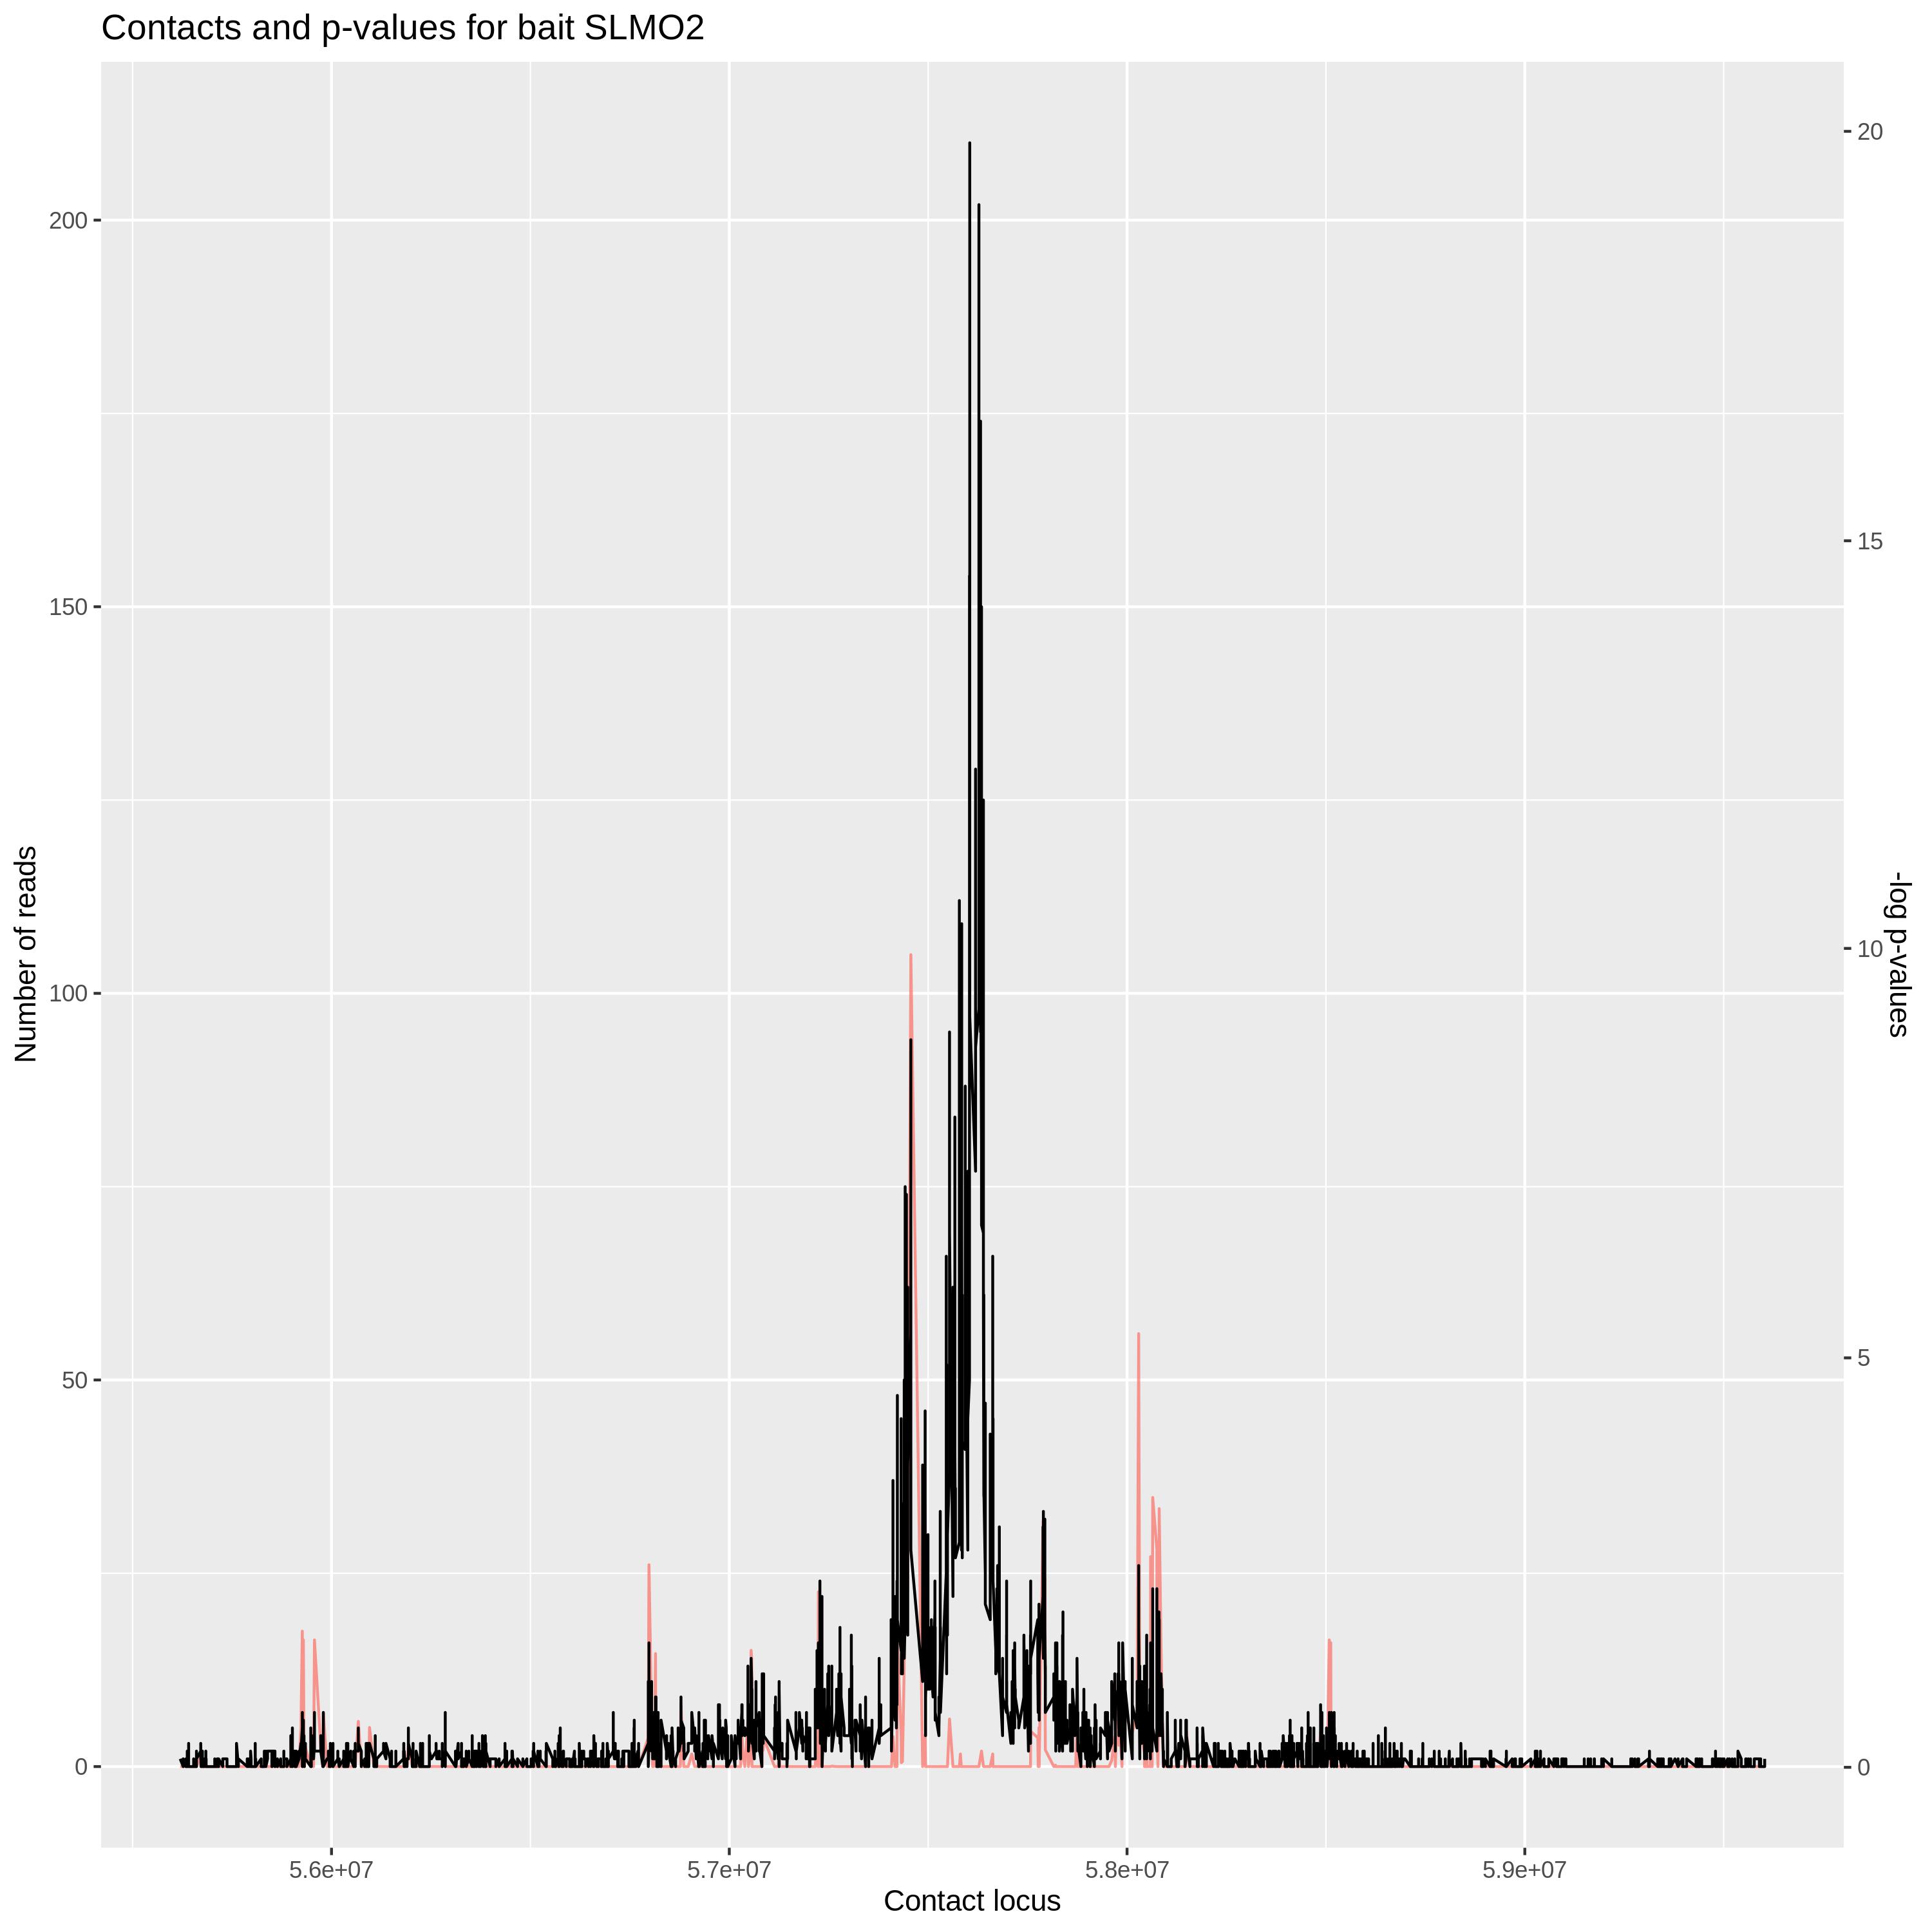 Contacts and p-values for bait SLMO2
Number of reads
200
150
100
50
0
20
15
10
5
0
-log p-values
5.6e+07
5.7e+07
5.8e+07
5.9e+07
Contact locus